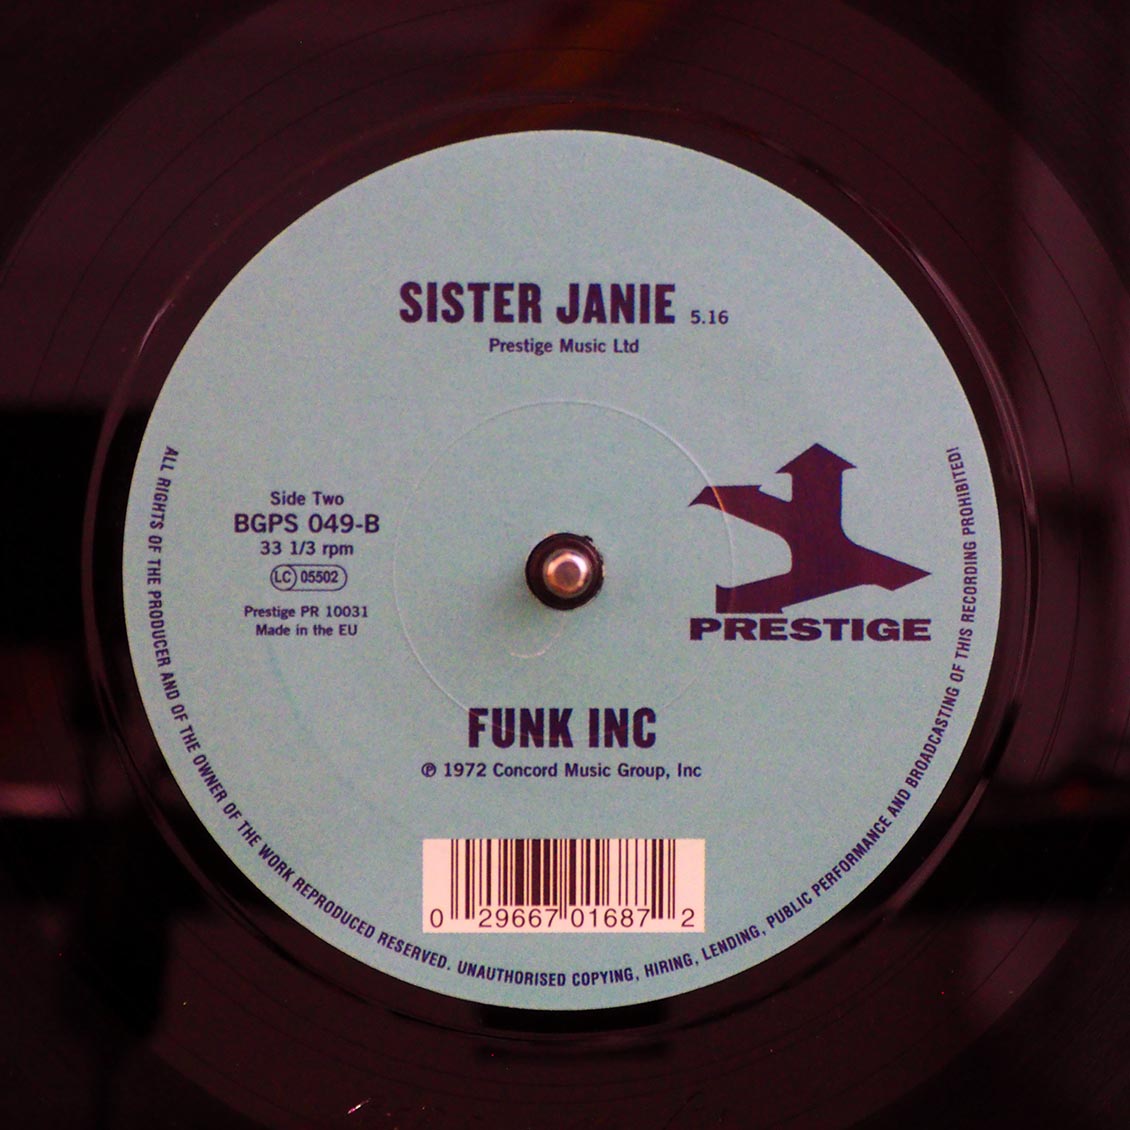 SISTER JANIE 5.16
Prestige Music Ltd
Side Two
BGPS 049-B
33 1/3 rpm
LC 05502
Prestige PR 10031
Made in the EU
PRESTIGE
FUNK INC
℗ 1972 Concord Music Group, Inc
0 29667 01687 2
ALL RIGHTS OF THE PRODUCER AND OF THE OWNER OF THE WORK REPRODUCED RESERVED. UNAUTHORISED COPYING, HIRING, LENDING, PUBLIC PERFORMANCE AND BROADCASTING OF THIS RECORDING PROHIBITED!